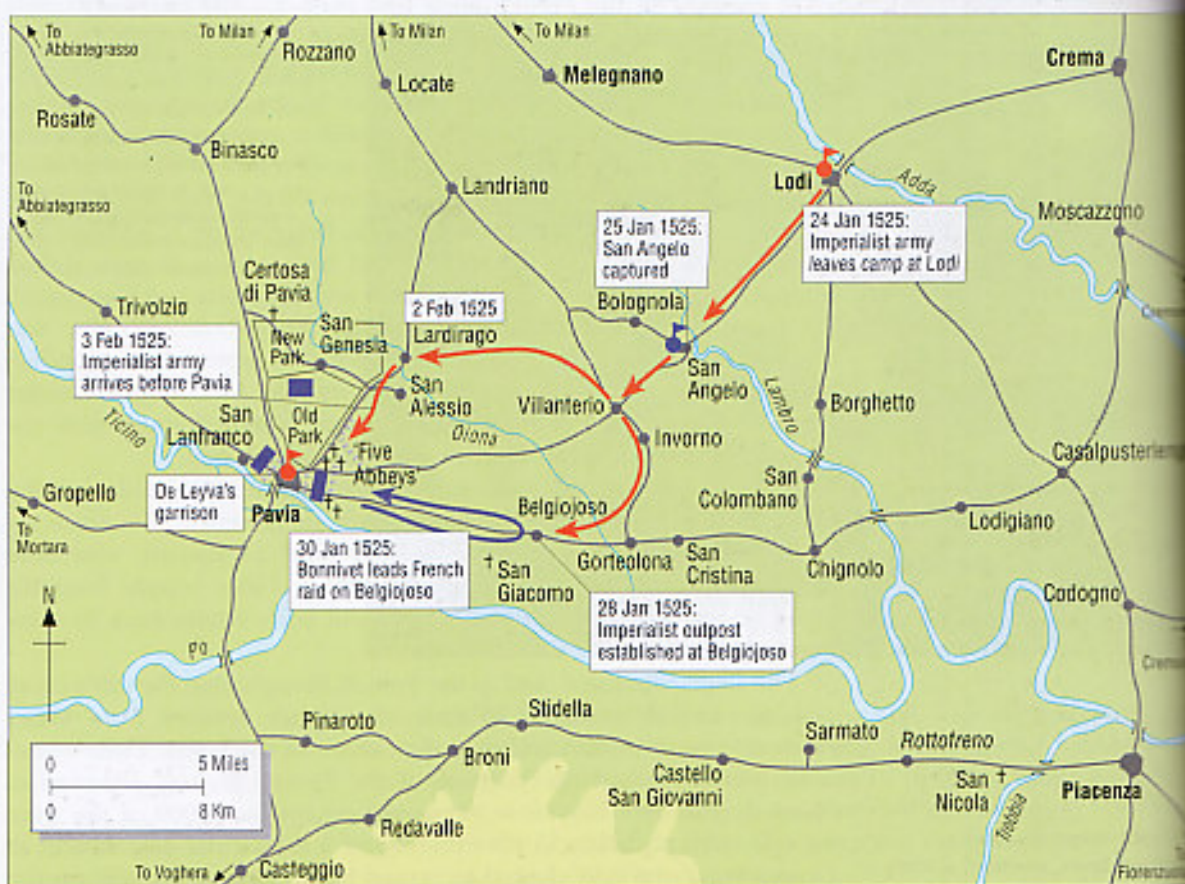 To
Abbiategrasso
To Milan
Rozzano
To Milan
To Milan
Locate
Melegnano
Crema
Rosate
Binasco
Landriano
Lodi
Adda
To
Abbiategrasso
Moscazzono
25 Jan 1525:
San Angelo
captured
24 Jan 1525:
Imperialist army
leaves camp at Lodi
Certosa
di Pavia
Trivolzio
Bolognola
2 Feb 1525
Lardirago
San
Genesia
New
Park
3 Feb 1525:
Imperialist army
arrives before Pavia
San
Angelo
Lambro
San
Alessio
Villanterio
Borghetto
Old
Park
San
Lanfranco
Ticino
Olona
Invorno
Five
Abbeys
Casalpusterleng
San
Colombano
Gropello
De Leyva's
garrison
Pavia
Belgiojoso
Lodigiano
To
Mortara
30 Jan 1525:
Bonnivet leads French
raid on Belgiojoso
San
Giacomo
Gorteolona
San
Cristina
Chignolo
28 Jan 1525:
Imperialist outpost
established at Belgiojoso
Codogno
N
Po
Pinaroto
Stidella
Broni
Sarmato
Rottofreno
Castello
San Giovanni
San
Nicola
Trebbia
Piacenza
0 5 Miles
0 8 Km
Redavalle
To Voghera
Casteggio